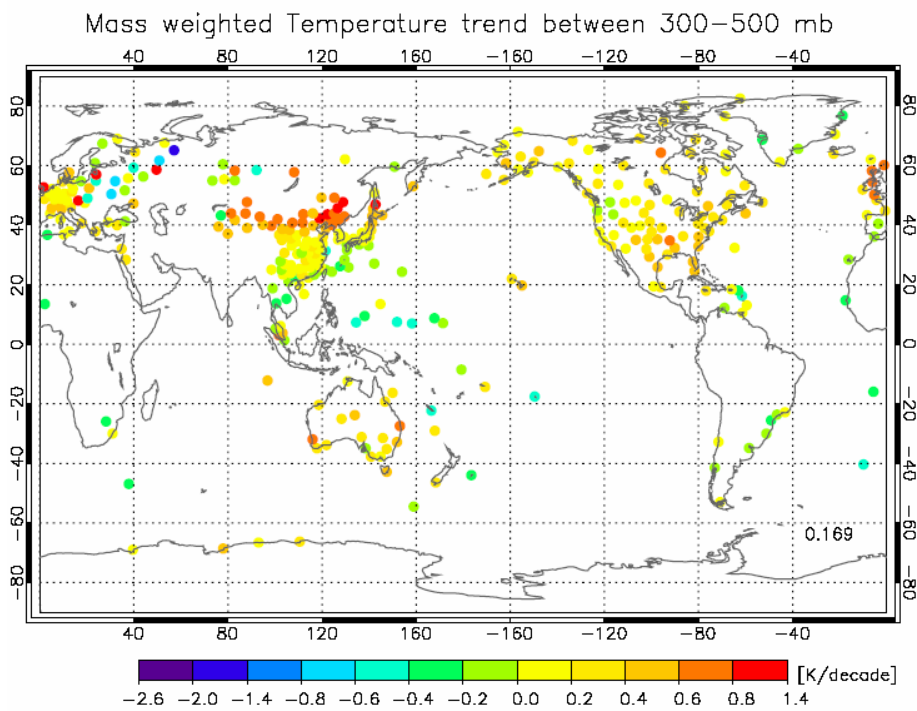 Mass weighted Temperature trend between 300−500 mb
40 80 120 160 −160 −120 −80 −40
80 80
60 60
40 40
20 20
0 0
−20 −20
−40 −40
−60 −60
0.169
−80 −80
40 80 120 160 −160 −120 −80 −40
[K/decade]
−2.6 −2.0 −1.4 −0.8 −0.6 −0.4 −0.2 0.0 0.2 0.4 0.6 0.8 1.4